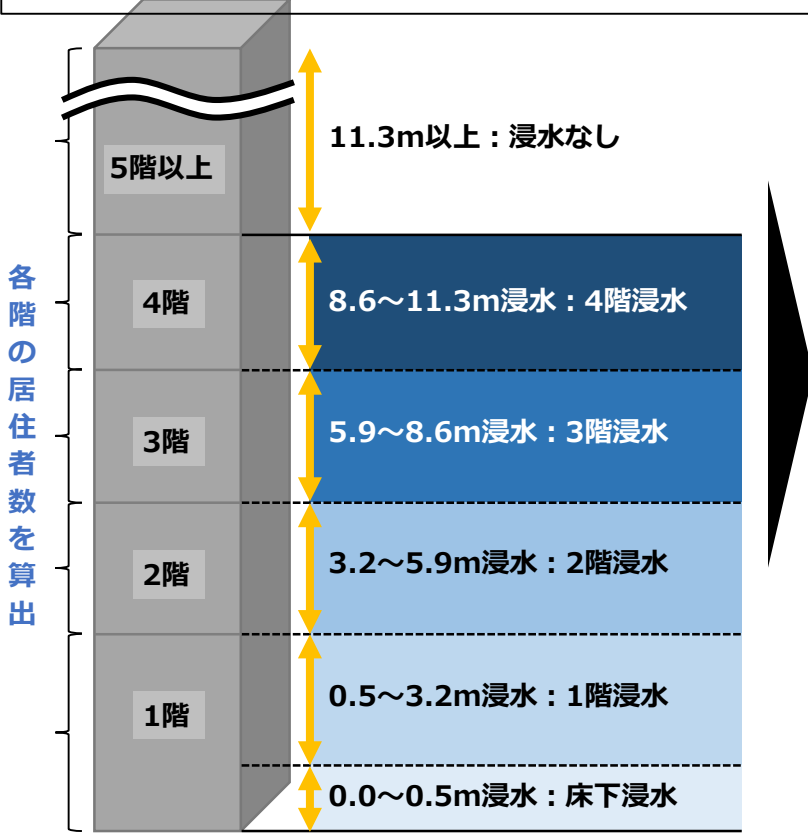 11.3m以上：浸水なし
5階以上
4階
8.6～11.3m浸水：4階浸水
3階
5.9～8.6m浸水：3階浸水
2階
3.2～5.9m浸水：2階浸水
1階
0.5～3.2m浸水：1階浸水
0.0～0.5m浸水：床下浸水
各階の居住者数を算出